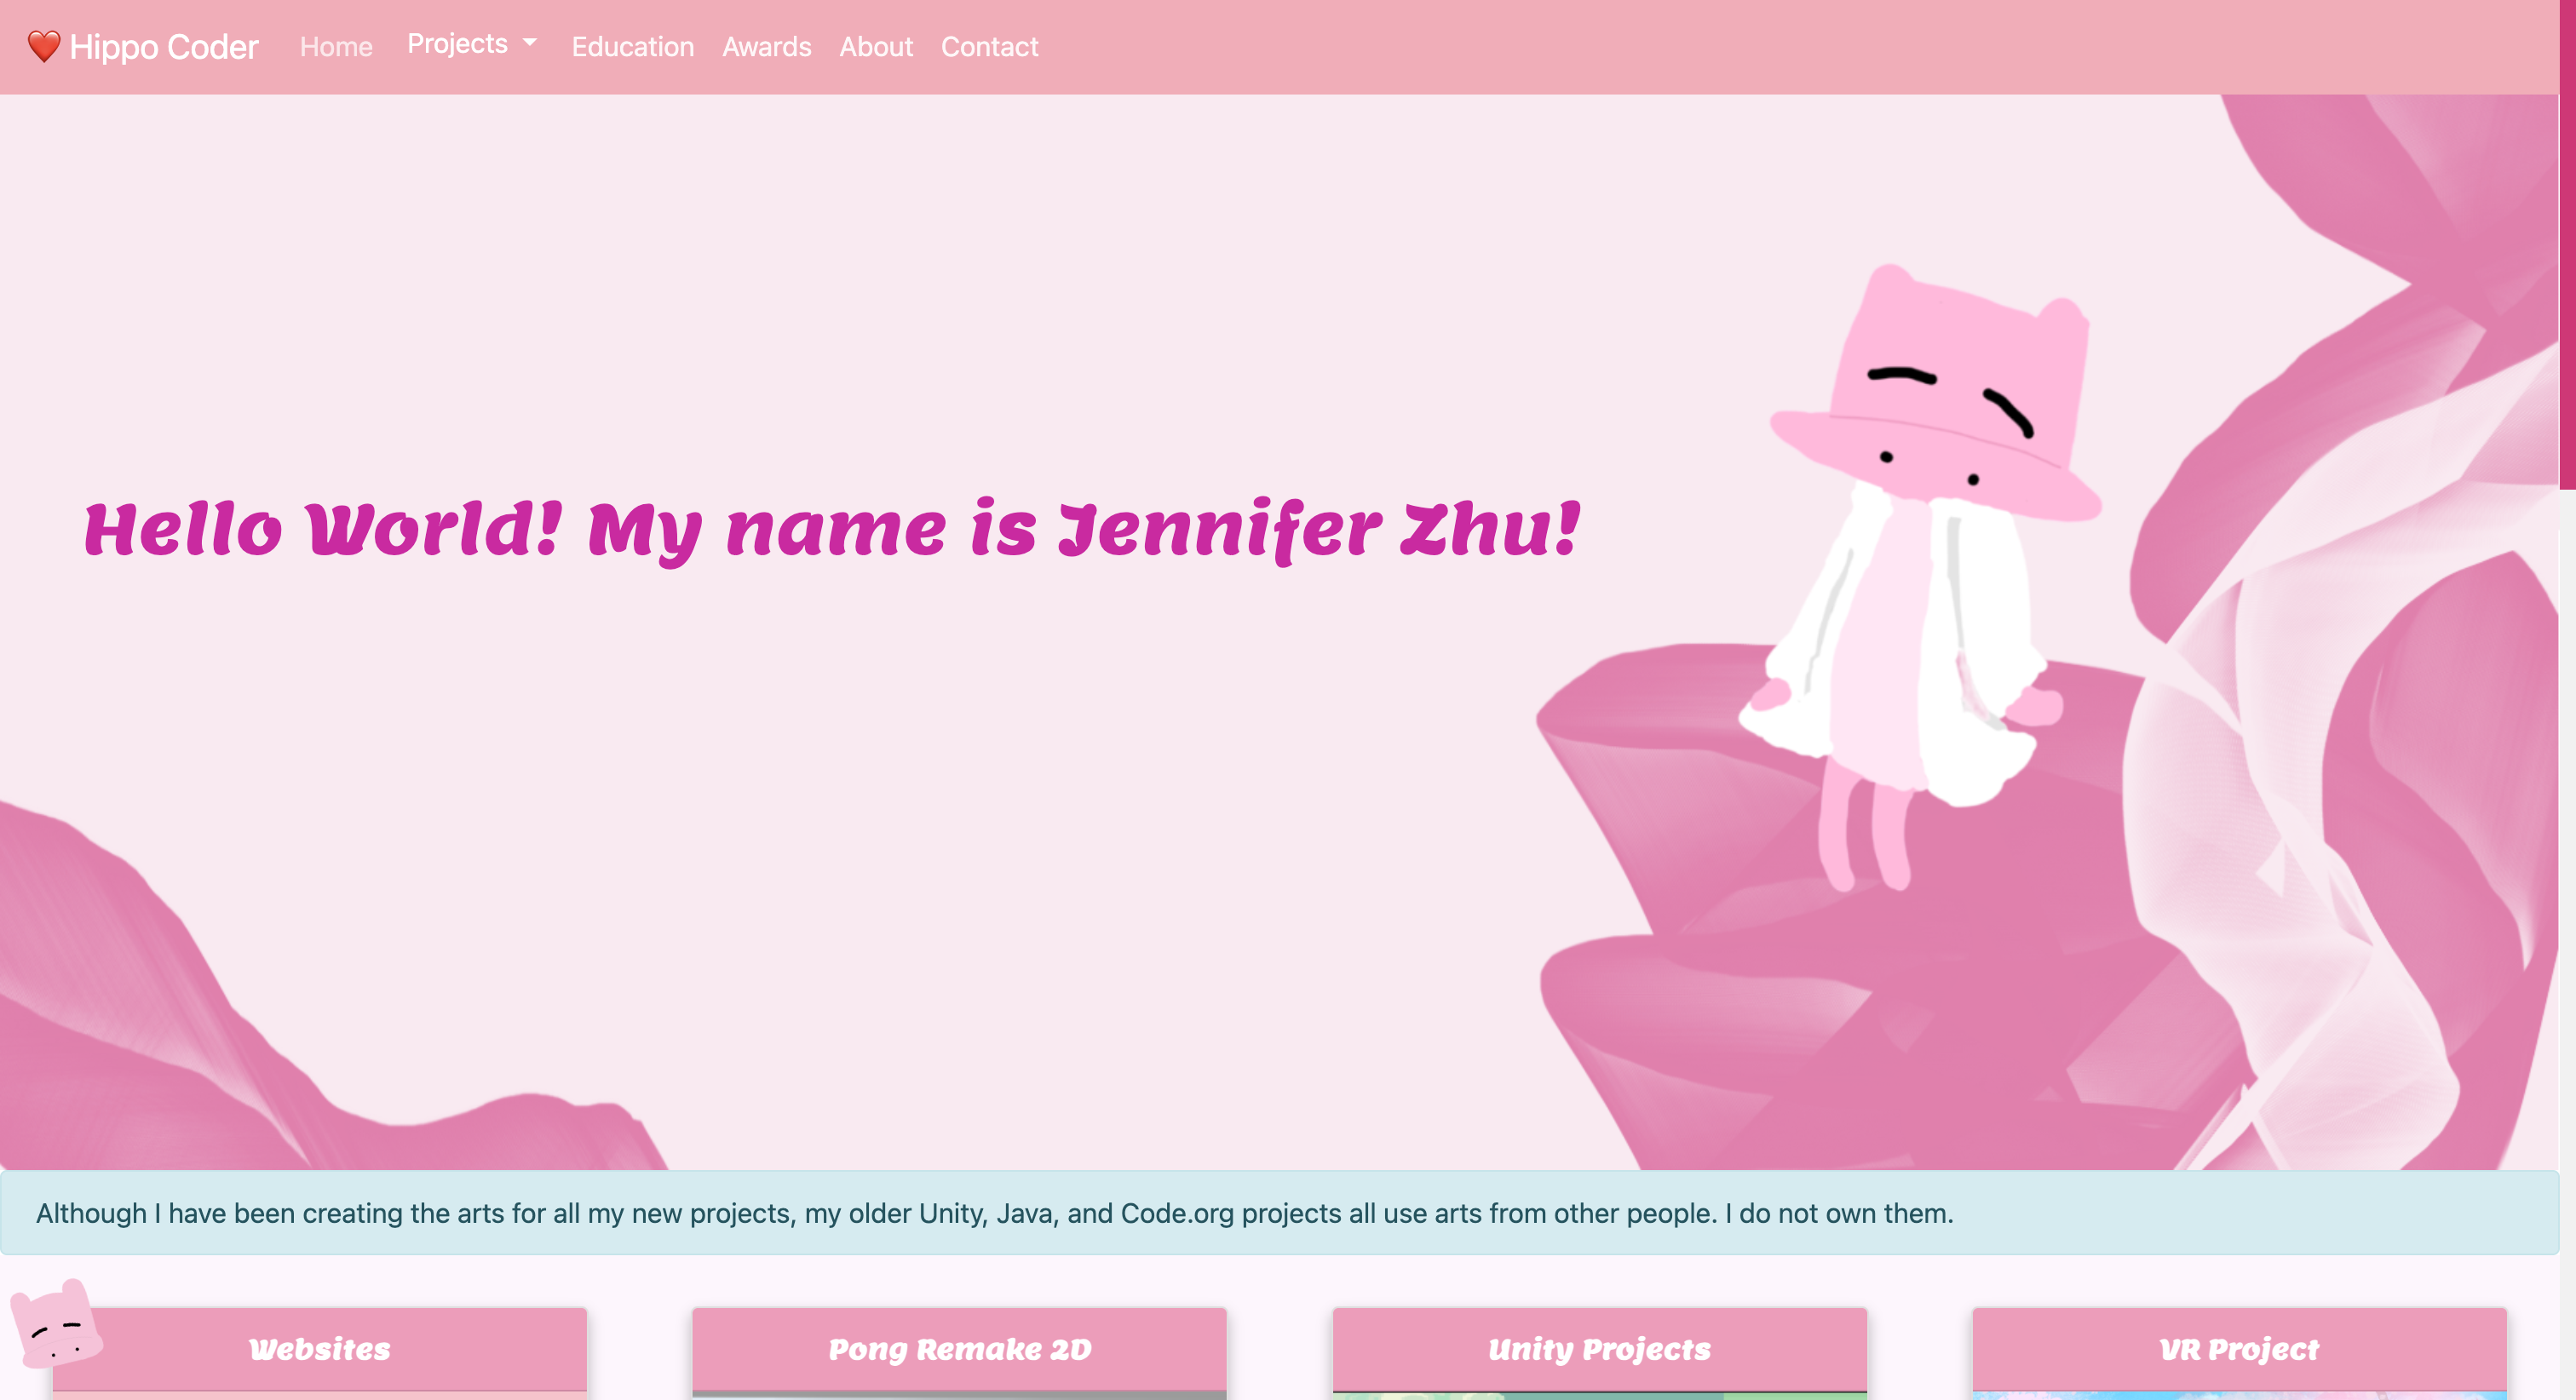 ❤️ Hippo Coder Home Projects Education Awards About Contact
Hello World! My name is Jennifer Zhu!
Although I have been creating the arts for all my new projects, my older Unity, Java, and Code.org projects all use arts from other people. I do not own them.
Websites
Pong Remake 2D
Unity Projects
VR Project